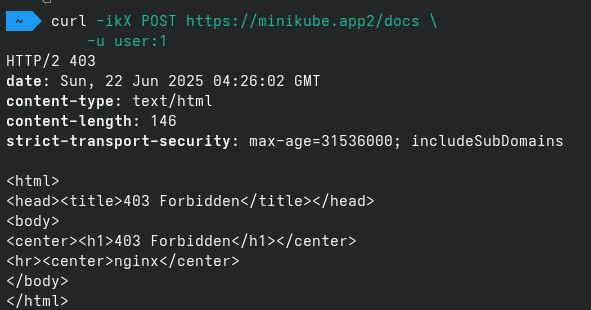 ~ curl -ikX POST https://minikube.app2/docs \
-u user:1
HTTP/2 403
date: Sun, 22 Jun 2025 04:26:02 GMT
content-type: text/html
content-length: 146
strict-transport-security: max-age=31536000; includeSubDomains
<html>
<head><title>403 Forbidden</title></head>
<body>
<center><h1>403 Forbidden</h1></center>
<hr><center>nginx</center>
</body>
</html>